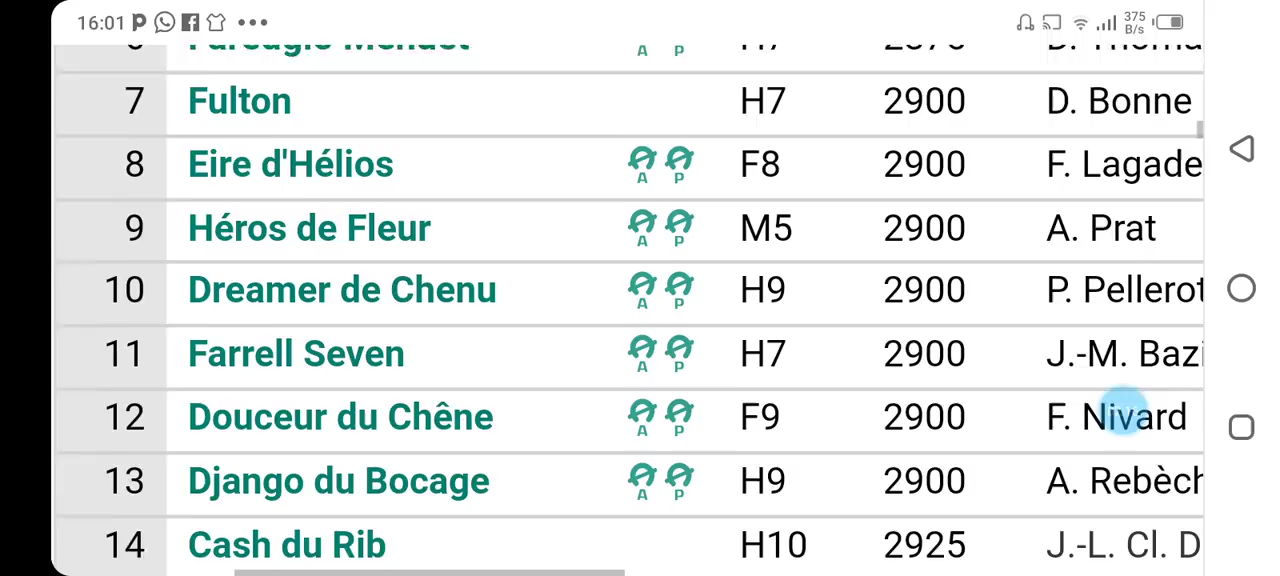 16:01 375 B/s
A P
7 Fulton H7 2900 D. Bonne
8 Eire d'Hélios A P F8 2900 F. Lagade
9 Héros de Fleur A P M5 2900 A. Prat
10 Dreamer de Chenu A P H9 2900 P. Pellerot
11 Farrell Seven A P H7 2900 J.-M. Bazi
12 Douceur du Chêne A P F9 2900 F. Nivard
13 Django du Bocage A P H9 2900 A. Rebèch
14 Cash du Rib H10 2925 J.-L. Cl. D